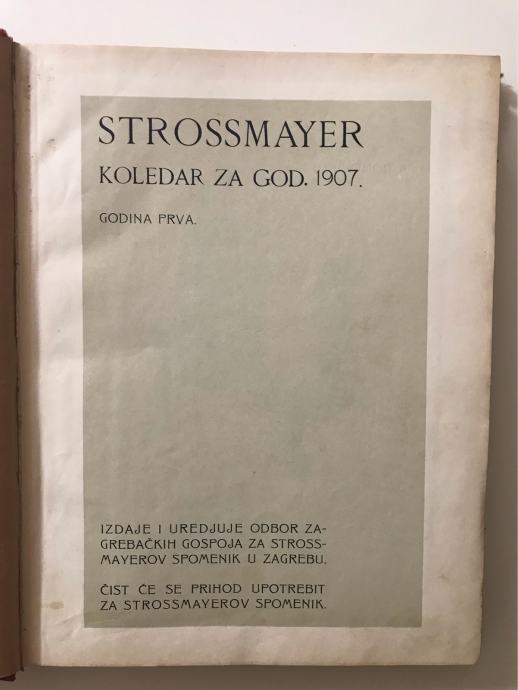 STROSSMAYER
KOLEDAR ZA GOD. 1907.
GODINA PRVA.
IZDAJE I UREDJUJE ODBOR ZA-
GREBAČKIH GOSPOJA ZA STROSS-
MAYEROV SPOMENIK U ZAGREBU.
ČIST ĆE SE PRIHOD UPOTREBIT
ZA STROSSMAYEROV SPOMENIK.